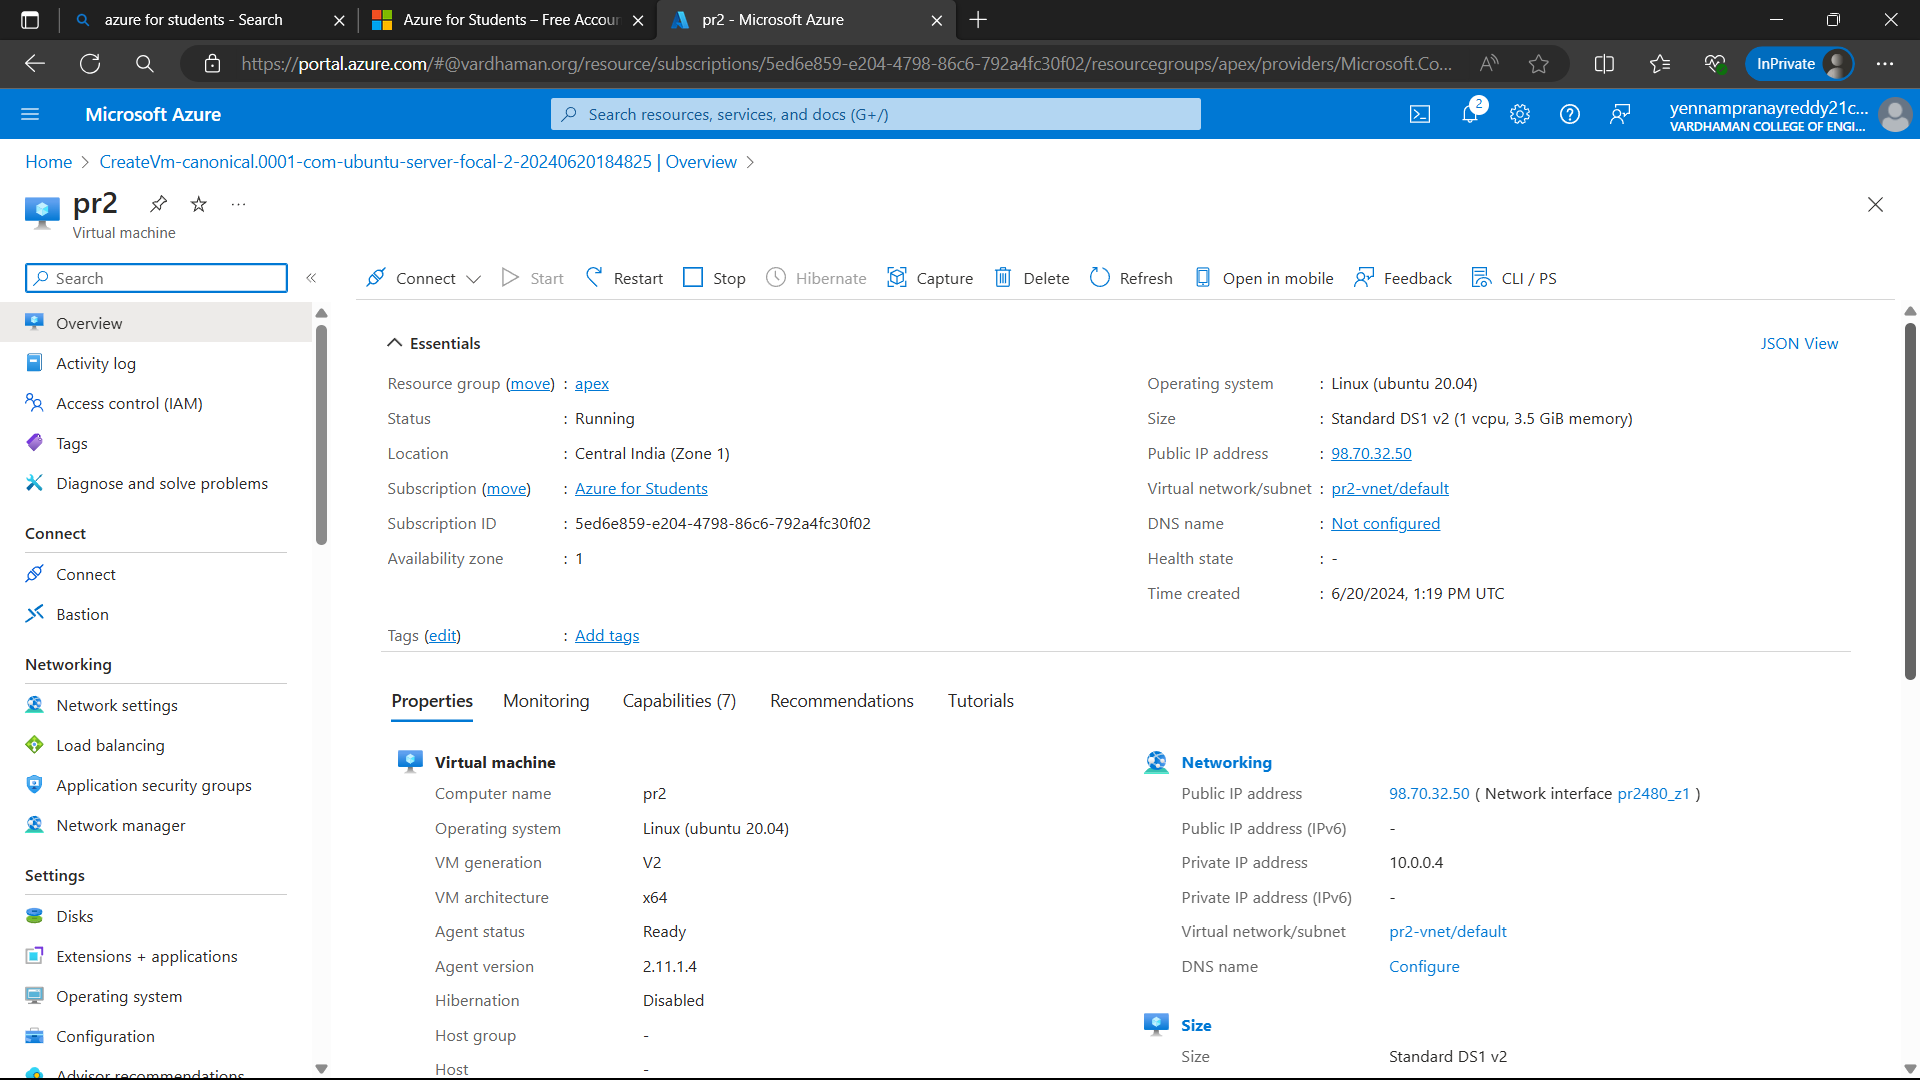 azure for students - Search
Azure for Students – Free Accoun
pr2 - Microsoft Azure
https://portal.azure.com/#@vardhaman.org/resource/subscriptions/5ed6e859-e204-4798-86c6-792a4fc30f02/resourcegroups/apex/providers/Microsoft.Co...
InPrivate
Microsoft Azure
Search resources, services, and docs (G+/)
2
yennampranayreddy21c...
VARDHAMAN COLLEGE OF ENGI...
Home > CreateVm-canonical.0001-com-ubuntu-server-focal-2-20240620184825 | Overview >
pr2
Virtual machine
Search
Connect
Start
Restart
Stop
Hibernate
Capture
Delete
Refresh
Open in mobile
Feedback
CLI / PS
Overview
Activity log
Access control (IAM)
Tags
Diagnose and solve problems
Connect
Connect
Bastion
Networking
Network settings
Load balancing
Application security groups
Network manager
Settings
Disks
Extensions + applications
Operating system
Configuration
Advisor recommendations
Essentials
JSON View
Resource group (move) : apex
Status : Running
Location : Central India (Zone 1)
Subscription (move) : Azure for Students
Subscription ID : 5ed6e859-e204-4798-86c6-792a4fc30f02
Availability zone : 1
Operating system : Linux (ubuntu 20.04)
Size : Standard DS1 v2 (1 vcpu, 3.5 GiB memory)
Public IP address : 98.70.32.50
Virtual network/subnet : pr2-vnet/default
DNS name : Not configured
Health state : -
Time created : 6/20/2024, 1:19 PM UTC
Tags (edit) : Add tags
Properties
Monitoring
Capabilities (7)
Recommendations
Tutorials
Virtual machine
Computer name pr2
Operating system Linux (ubuntu 20.04)
VM generation V2
VM architecture x64
Agent status Ready
Agent version 2.11.1.4
Hibernation Disabled
Host group -
Host -
Networking
Public IP address 98.70.32.50 ( Network interface pr2480_z1 )
Public IP address (IPv6) -
Private IP address 10.0.0.4
Private IP address (IPv6) -
Virtual network/subnet pr2-vnet/default
DNS name Configure
Size
Size Standard DS1 v2